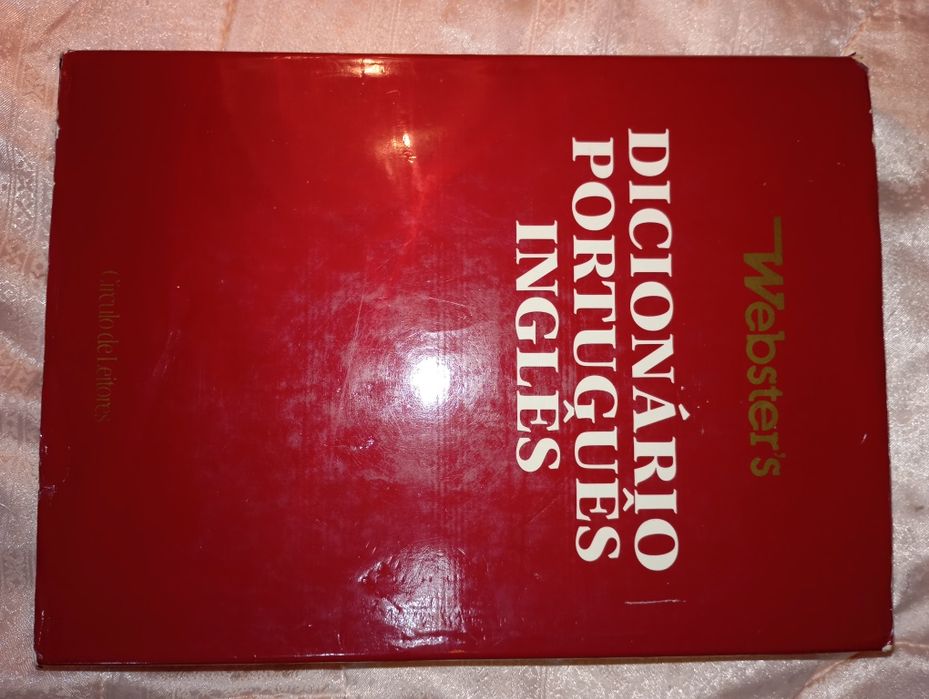 Webster's
DICIONÁRIO
PORTUGUÊS
INGLÊS
Círculo de Leitores